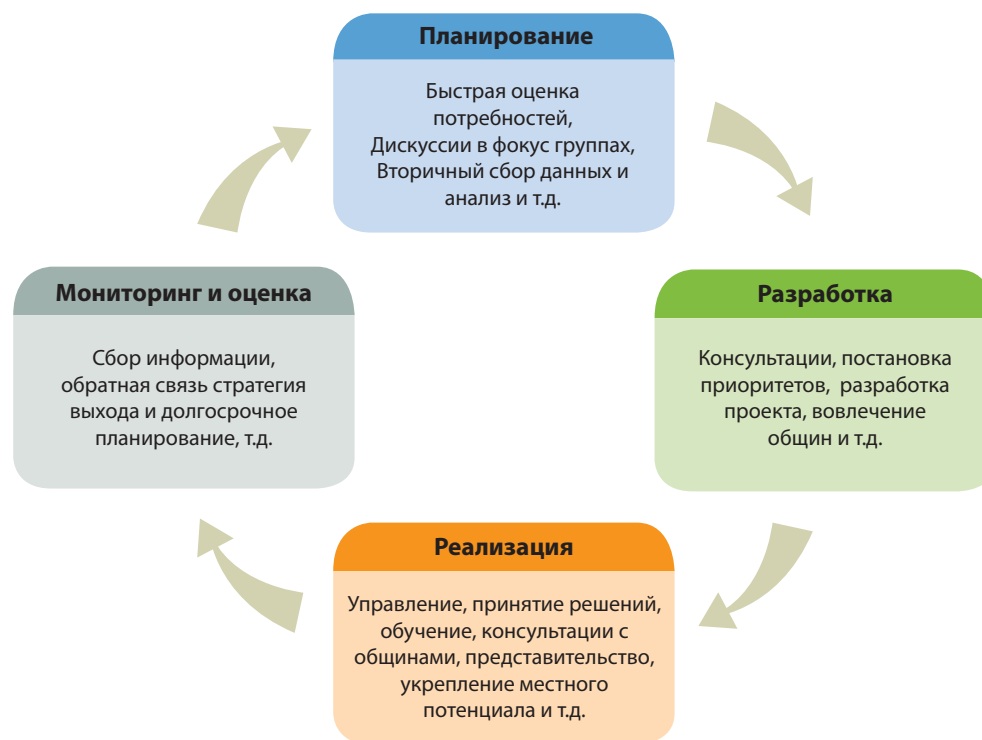 Планирование
Быстрая оценка
потребностей,
Дискуссии в фокус группах,
Вторичный сбор данных и
анализ и т.д.
Разработка
Консультации, постановка
приоритетов, разработка
проекта, вовлечение
общин и т.д.
Реализация
Управление, принятие решений,
обучение, консультации с
общинами, представительство,
укрепление местного
потенциала и т.д.
Мониторинг и оценка
Сбор информации,
обратная связь стратегия
выхода и долгосрочное
планирование, т.д.